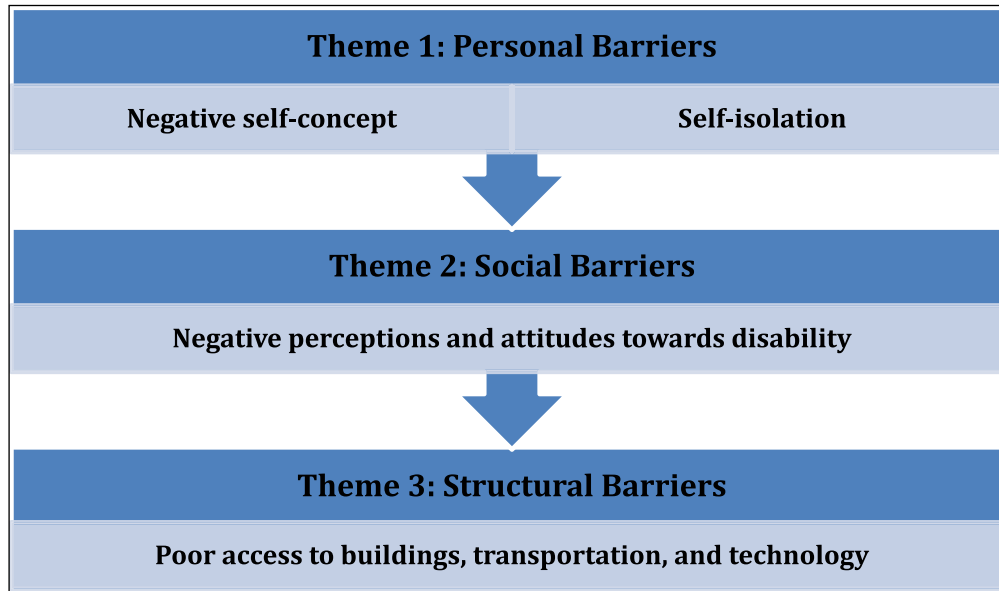 Theme 1: Personal Barriers
Negative self-concept
Self-isolation
Theme 2: Social Barriers
Negative perceptions and attitudes towards disability
Theme 3: Structural Barriers
Poor access to buildings, transportation, and technology